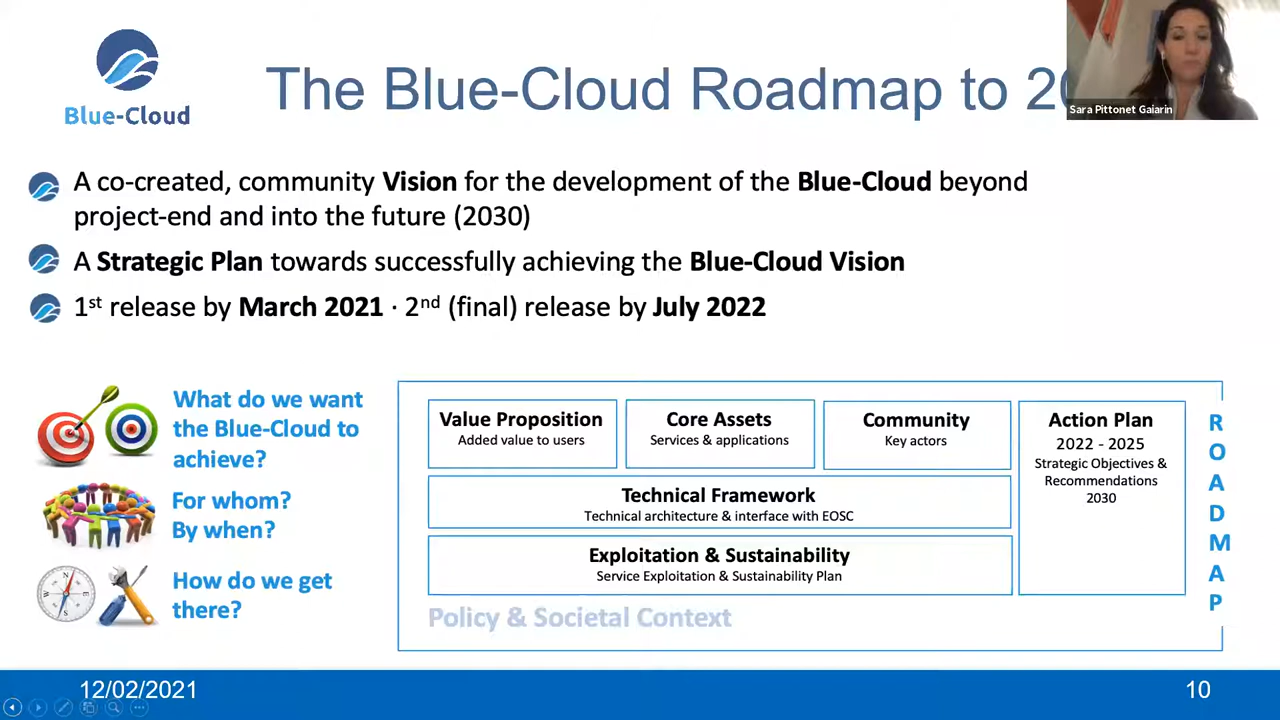 Blue-Cloud
The Blue-Cloud Roadmap to 20
Sara Pittonet Gaiarin
A co-created, community Vision for the development of the Blue-Cloud beyond
project-end and into the future (2030)
A Strategic Plan towards successfully achieving the Blue-Cloud Vision
1st release by March 2021 · 2nd (final) release by July 2022
What do we want
the Blue-Cloud to
achieve?
For whom?
By when?
How do we get
there?
Value Proposition
Added value to users
Core Assets
Services & applications
Community
Key actors
Action Plan
2022 - 2025
Strategic Objectives &
Recommendations
2030
Technical Framework
Technical architecture & interface with EOSC
Exploitation & Sustainability
Service Exploitation & Sustainability Plan
Policy & Societal Context
ROADMAP
12/02/2021
10